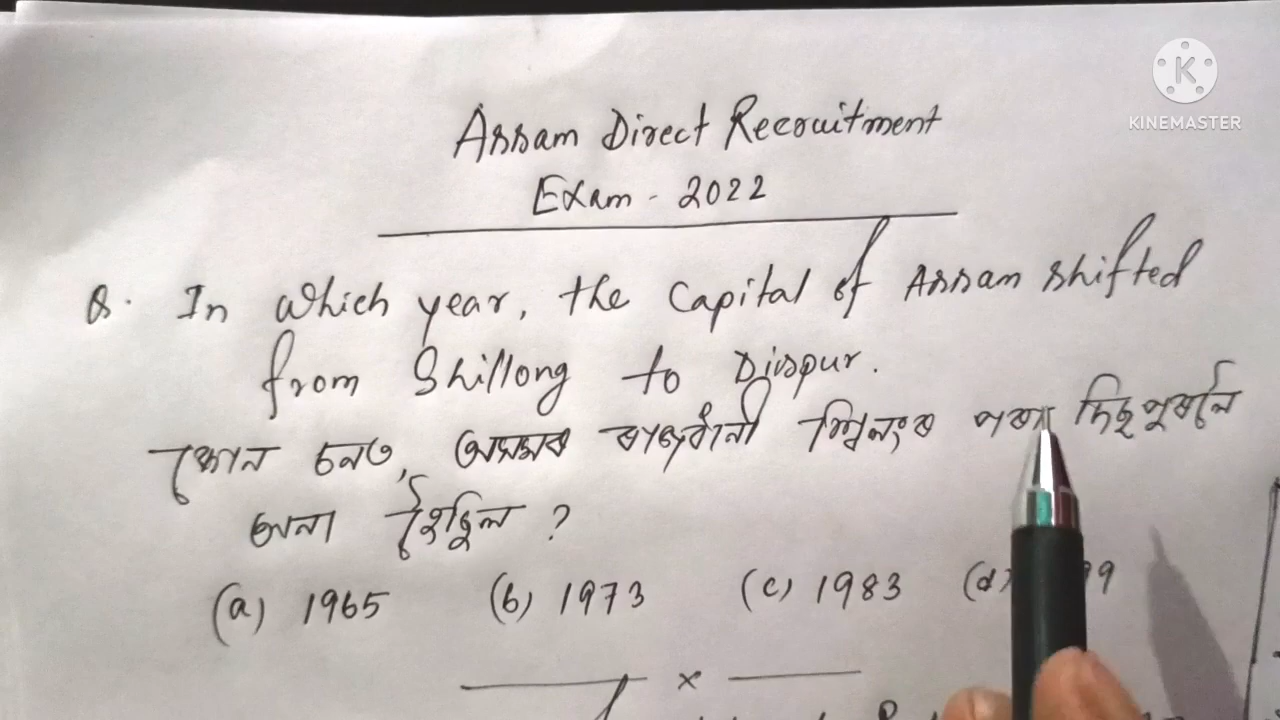 KINEMASTER
Assam Direct Recruitment
Exam - 2022
Q. In which year, the Capital of Assam shifted
from Shillong to Dispur.
কোন চনত, অসমৰ ৰাজধানী শ্বিলংৰ পৰা দিছপুৰলৈ
অনা হৈছিল ?
(a) 1965 (b) 1973 (c) 1983 (d)
x